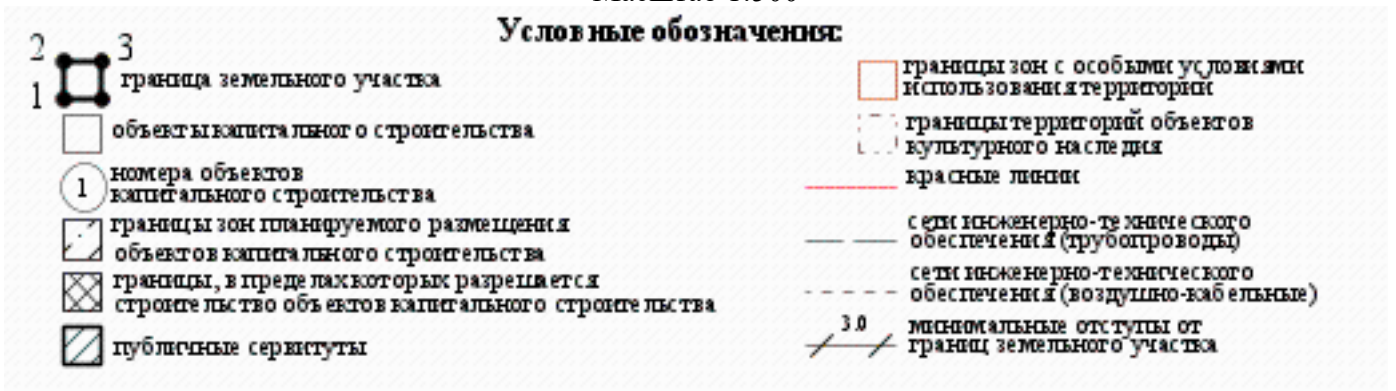 Масштаб 1:500
Условные обозначения:
2 3
1 граница земельного участка
объекты капитального строительства
1 номера объектов
капитального строительства
границы зон планируемого размещения
объектов капитального строительства
границы, в пределах которых разрешается
строительство объектов капитального строительства
публичные сервитуты
границы зон с особыми условиями
использования территории
границы территорий объектов
культурного наследия
красные линии
сети инженерно-технического
обеспечения (трубопроводы)
сети инженерно-технического
обеспечения (воздушно-кабельные)
3.0 минимальные отступы от
границ земельного участка